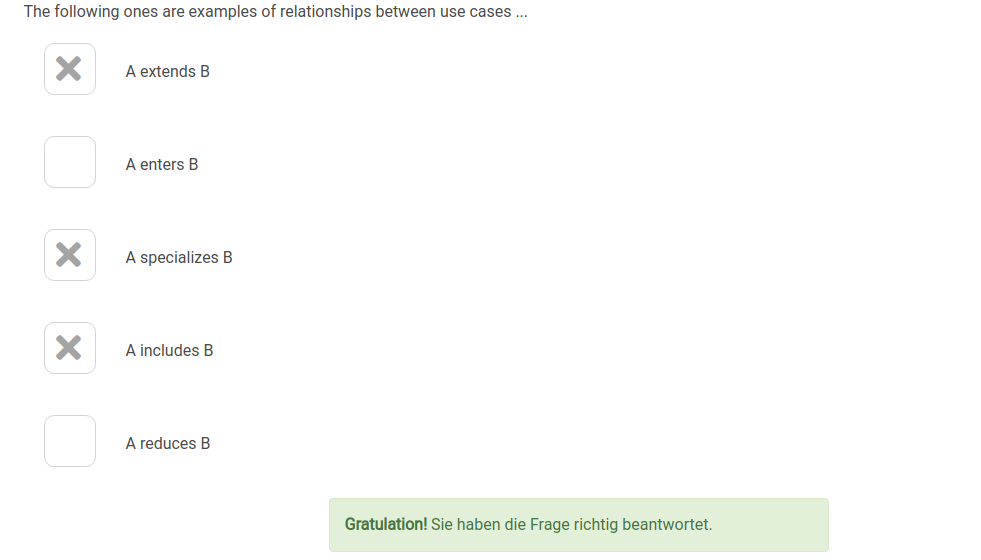 The following ones are examples of relationships between use cases ...
A extends B
A enters B
A specializes B
A includes B
A reduces B
Gratulation! Sie haben die Frage richtig beantwortet.